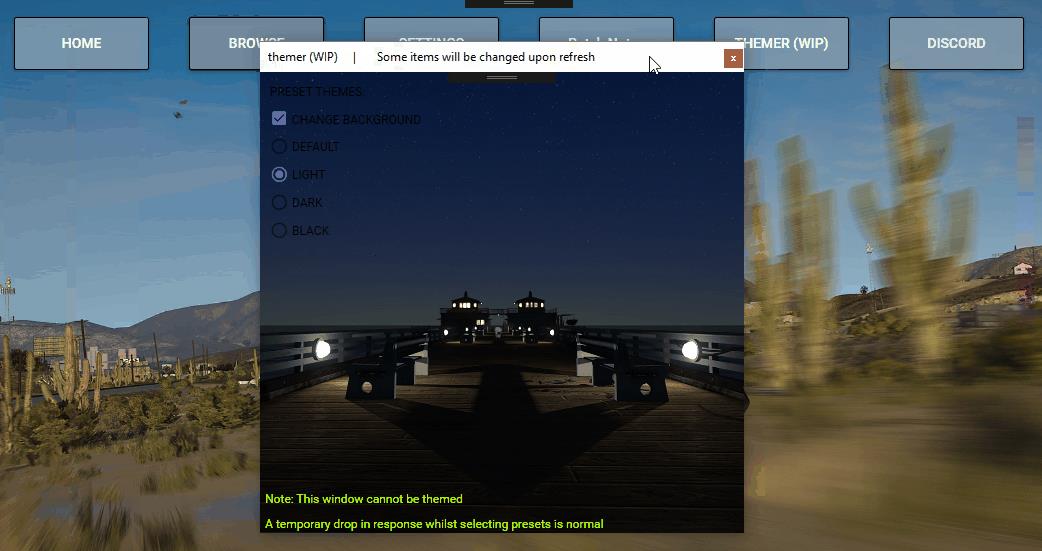 HOME
THEMER (WIP)
DISCORD
themer (WIP) | Some items will be changed upon refresh
x
PRESET THEMES:
CHANGE BACKGROUND
DEFAULT
LIGHT
DARK
BLACK
Note: This window cannot be themed
A temporary drop in response whilst selecting presets is normal